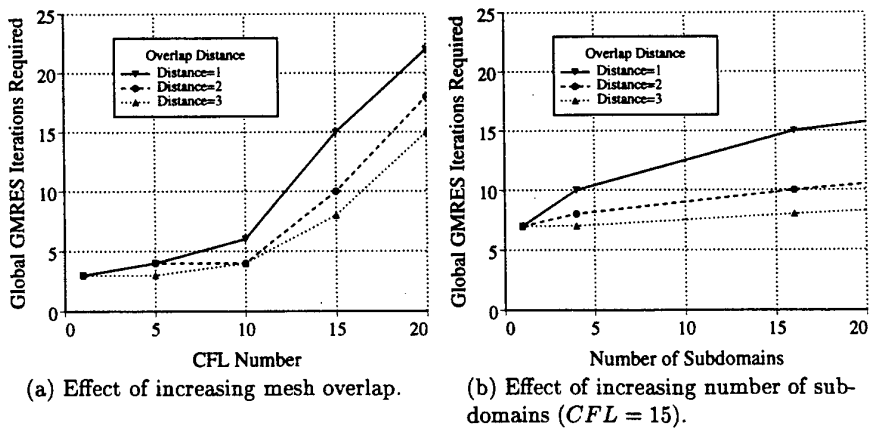 Global GMRES Iterations Required
25
20
15
10
5
0
Overlap Distance
Distance=1
Distance=2
Distance=3
0 5 10 15 20
CFL Number
(a) Effect of increasing mesh overlap.
Global GMRES Iterations Required
25
20
15
10
5
0
Overlap Distance
Distance=1
Distance=2
Distance=3
0 5 10 15 20
Number of Subdomains
(b) Effect of increasing number of sub-
domains (CFL = 15).